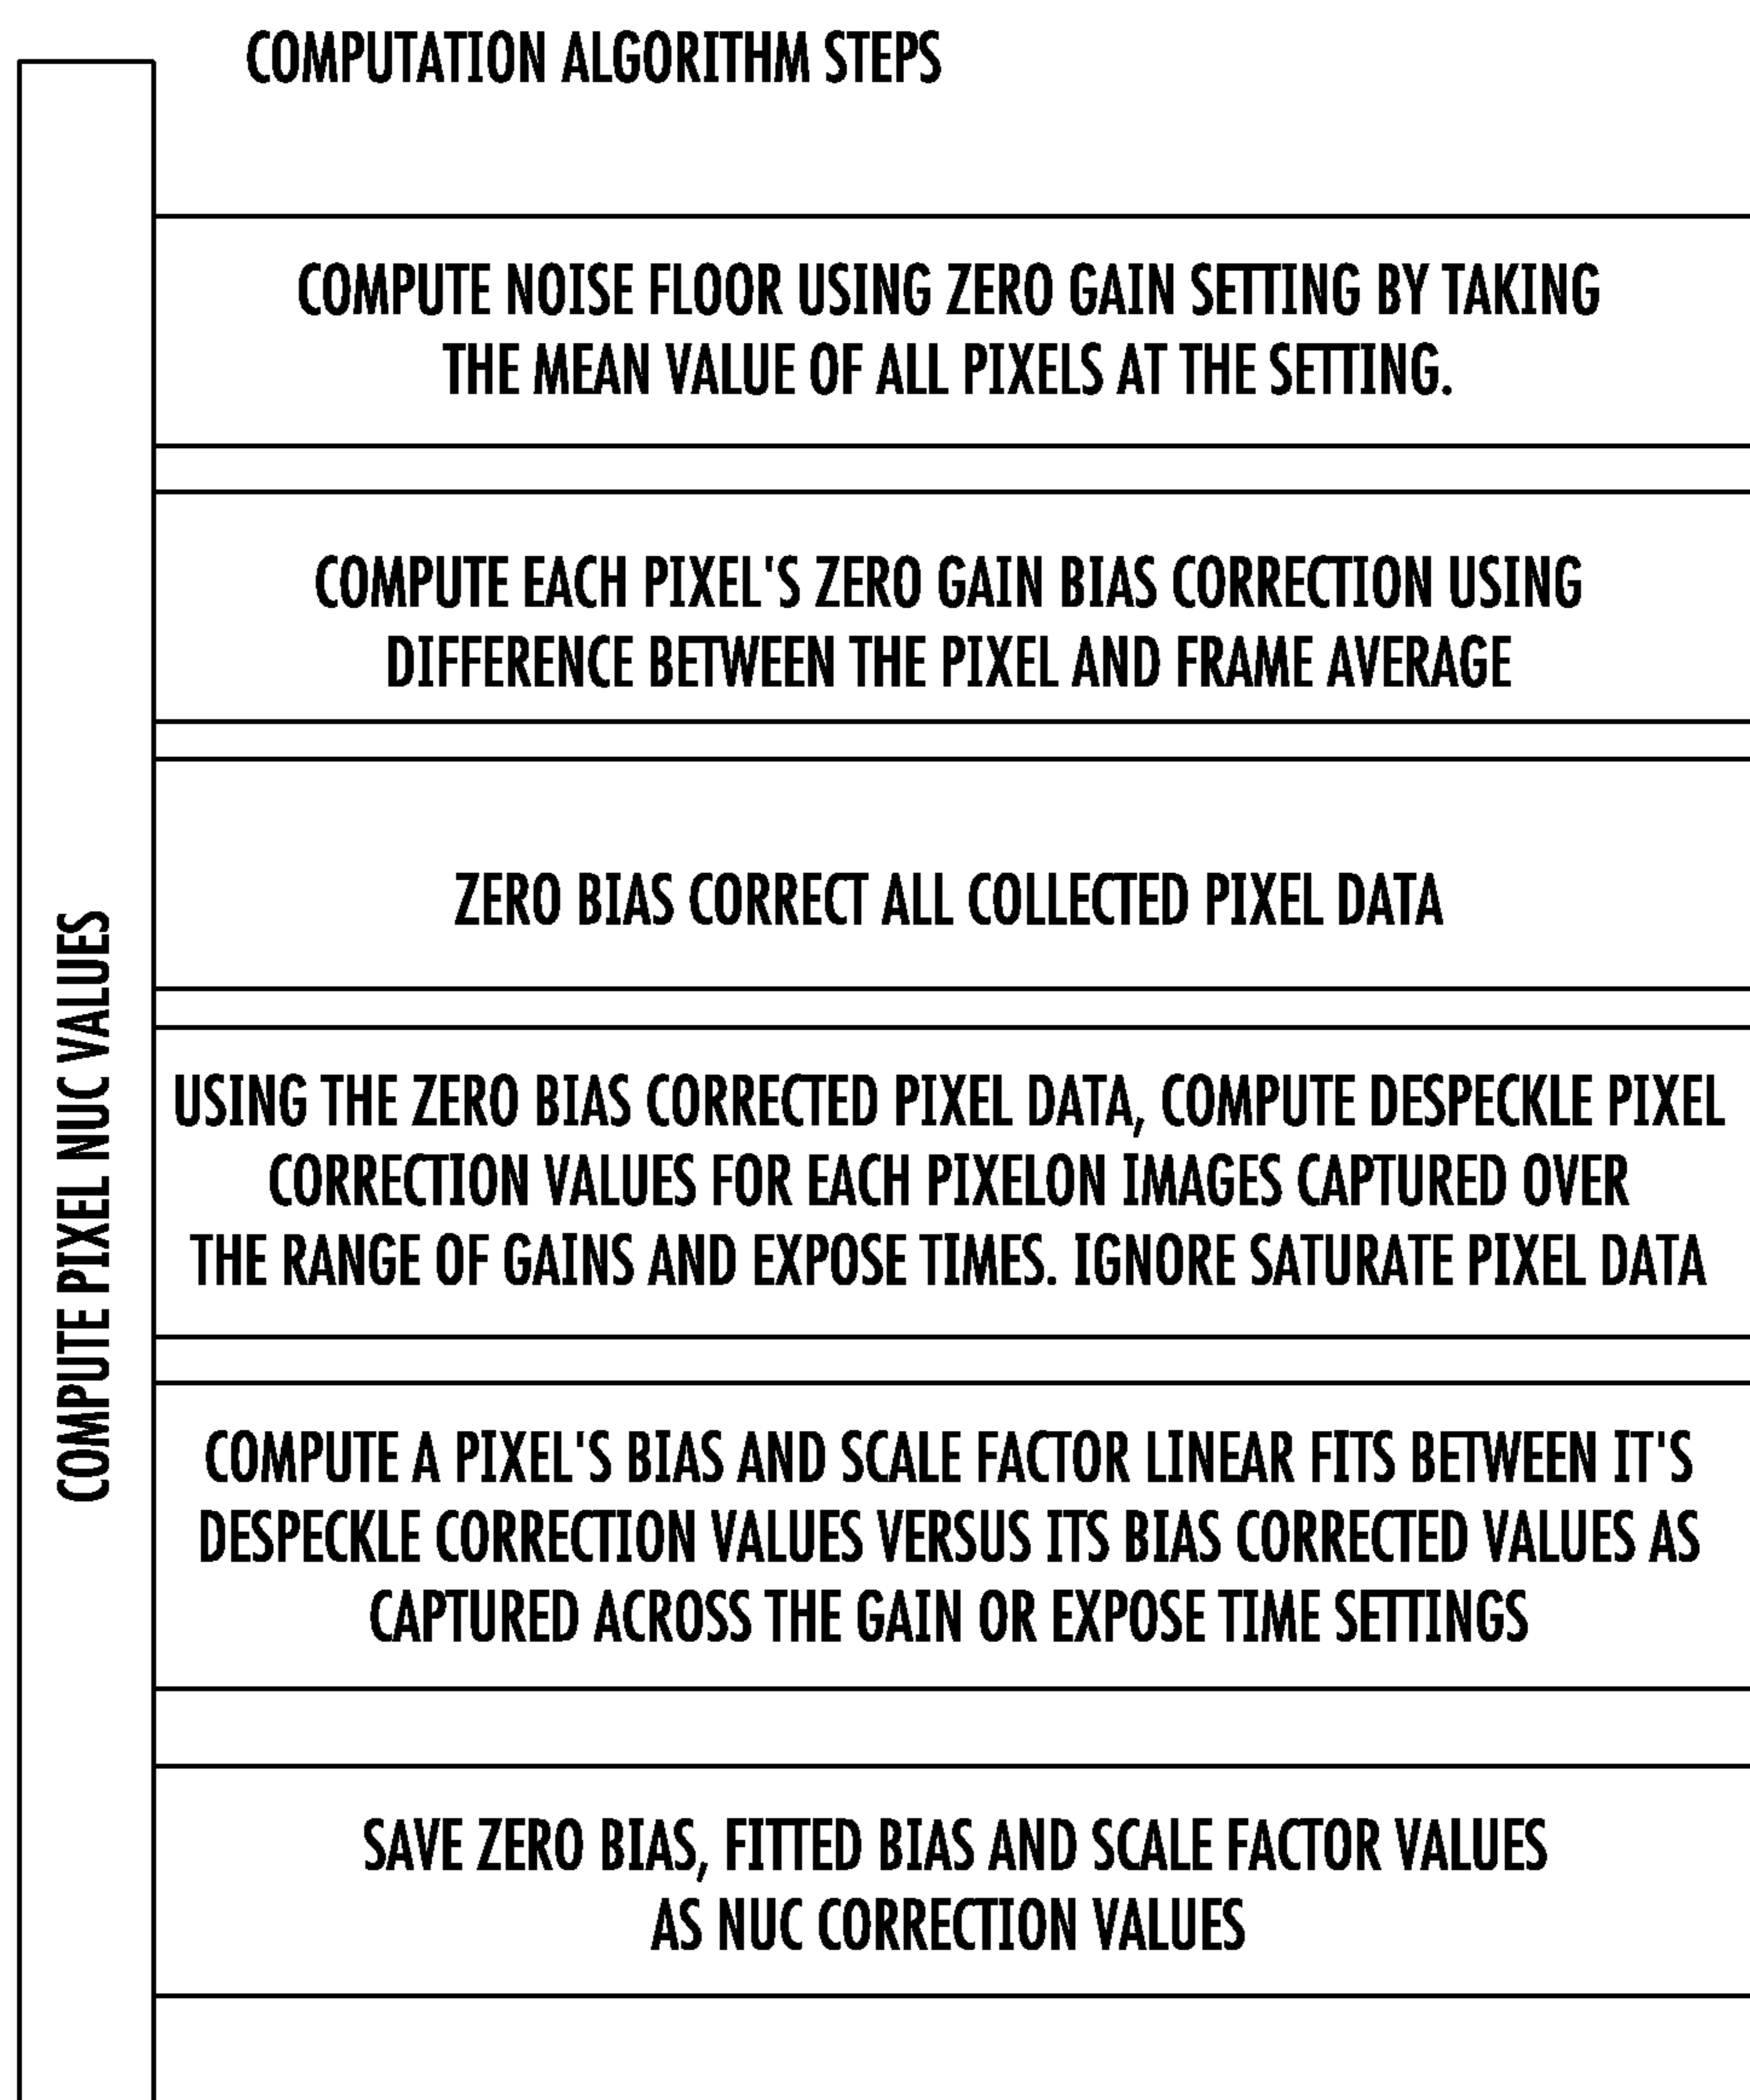 COMPUTATION ALGORITHM STEPS
COMPUTE PIXEL NUC VALUES
COMPUTE NOISE FLOOR USING ZERO GAIN SETTING BY TAKING
THE MEAN VALUE OF ALL PIXELS AT THE SETTING.
COMPUTE EACH PIXEL'S ZERO GAIN BIAS CORRECTION USING
DIFFERENCE BETWEEN THE PIXEL AND FRAME AVERAGE
ZERO BIAS CORRECT ALL COLLECTED PIXEL DATA
USING THE ZERO BIAS CORRECTED PIXEL DATA, COMPUTE DESPECKLE PIXEL
CORRECTION VALUES FOR EACH PIXELON IMAGES CAPTURED OVER
THE RANGE OF GAINS AND EXPOSE TIMES. IGNORE SATURATE PIXEL DATA
COMPUTE A PIXEL'S BIAS AND SCALE FACTOR LINEAR FITS BETWEEN IT'S
DESPECKLE CORRECTION VALUES VERSUS ITS BIAS CORRECTED VALUES AS
CAPTURED ACROSS THE GAIN OR EXPOSE TIME SETTINGS
SAVE ZERO BIAS, FITTED BIAS AND SCALE FACTOR VALUES
AS NUC CORRECTION VALUES